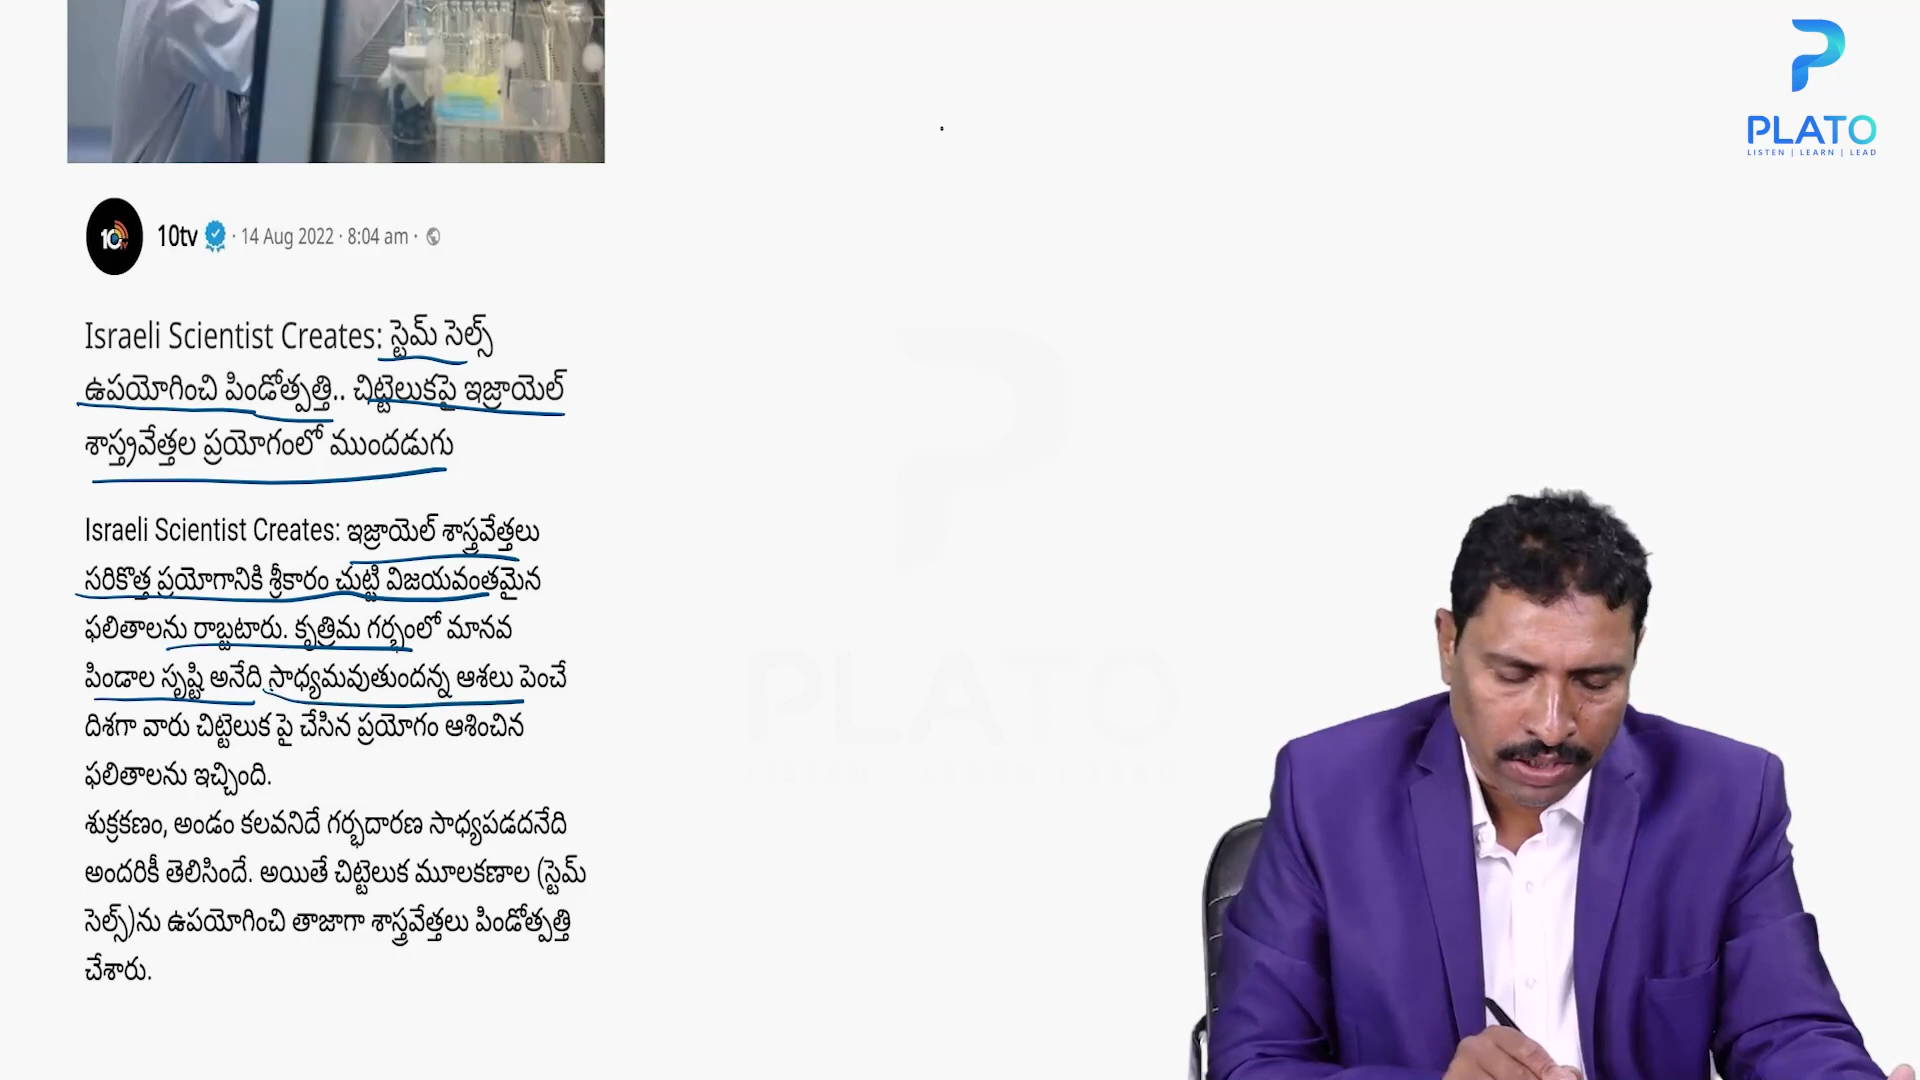 PLATO
LISTEN | LEARN | LEAD
10tv · 14 Aug 2022 · 8:04 am ·
Israeli Scientist Creates: స్టెమ్ సెల్స్
ఉపయోగించి పిండోత్పత్తి.. చిట్టెలుకపై ఇజ్రాయెల్
శాస్త్రవేత్తల ప్రయోగంలో ముందడుగు
Israeli Scientist Creates: ఇజ్రాయెల్ శాస్త్రవేత్తలు
సరికొత్త ప్రయోగానికి శ్రీకారం చుట్టి విజయవంతమైన
ఫలితాలను రాబ్టటారు. కృత్రిమ గర్భంలో మానవ
పిండాల సృష్టి అనేది సాధ్యమవుతుందన్న ఆశలు పెంచే
దిశగా వారు చిట్టెలుక పై చేసిన ప్రయోగం ఆశించిన
ఫలితాలను ఇచ్చింది.
శుక్రకణం, అండం కలవనిదే గర్భదారణ సాధ్యపడదనేది
అందరికీ తెలిసిందే. అయితే చిట్టెలుక మూలకణాల (స్టెమ్
సెల్స్)ను ఉపయోగించి తాజాగా శాస్త్రవేత్తలు పిండోత్పత్తి
చేశారు.
PLATO